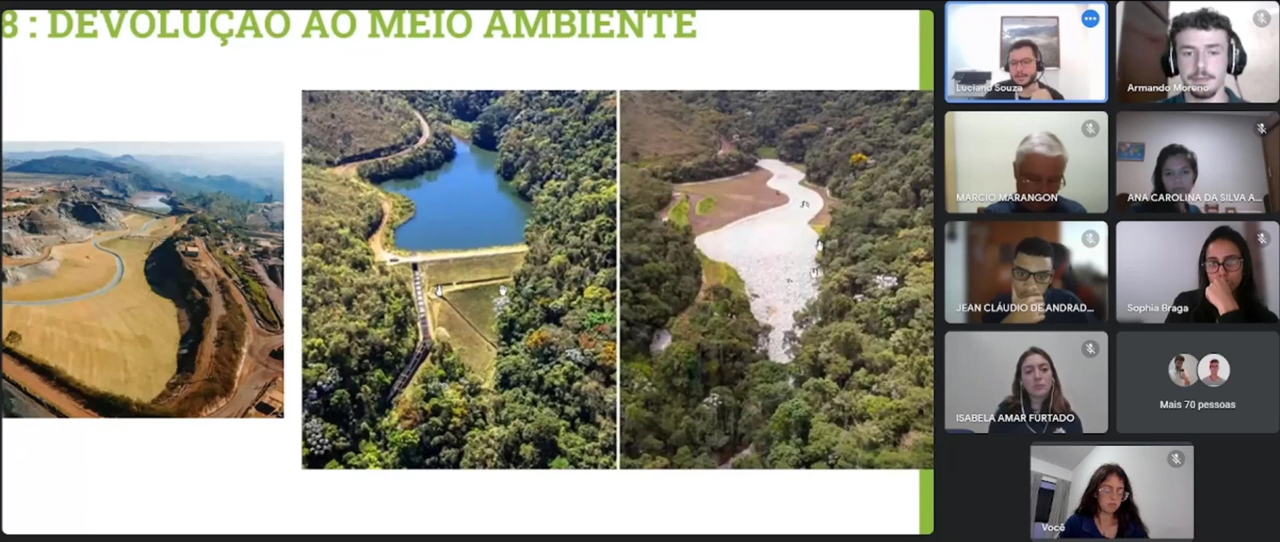 8 : DEVOLUÇÃO AO MEIO AMBIENTE
Luciano Souza
Armando Moreno
MARCIO MARANGON
ANA CAROLINA DA SILVA A...
JEAN CLÁUDIO DE ANDRAD...
Sophia Braga
ISABELA AMAR FURTADO
Mais 70 pessoas
Você